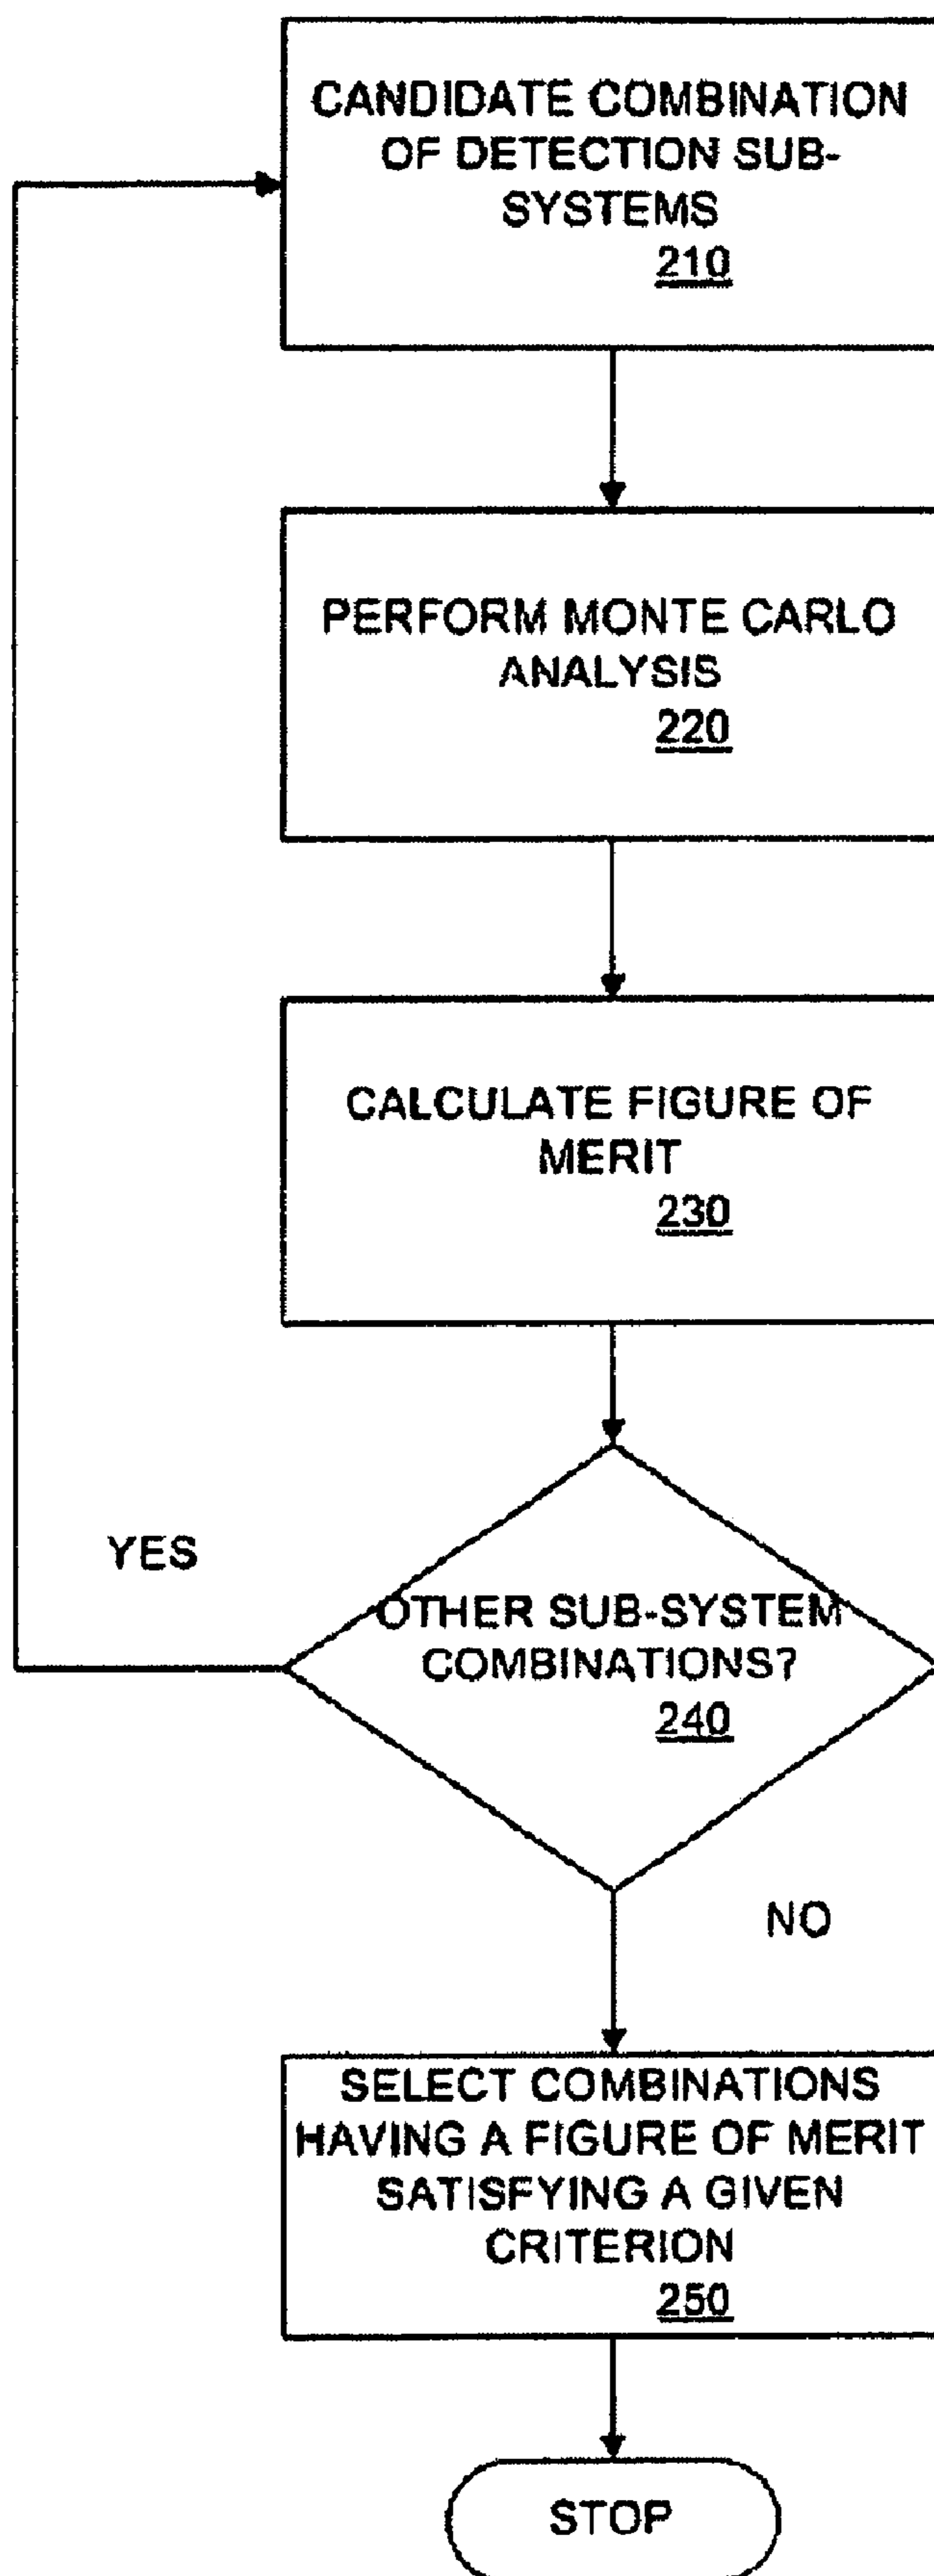 CANDIDATE COMBINATION
OF DETECTION SUB-
SYSTEMS
210
PERFORM MONTE CARLO
ANALYSIS
220
CALCULATE FIGURE OF
MERIT
230
YES
OTHER SUB-SYSTEM
COMBINATIONS?
240
NO
SELECT COMBINATIONS
HAVING A FIGURE OF MERIT
SATISFYING A GIVEN
CRITERION
250
STOP